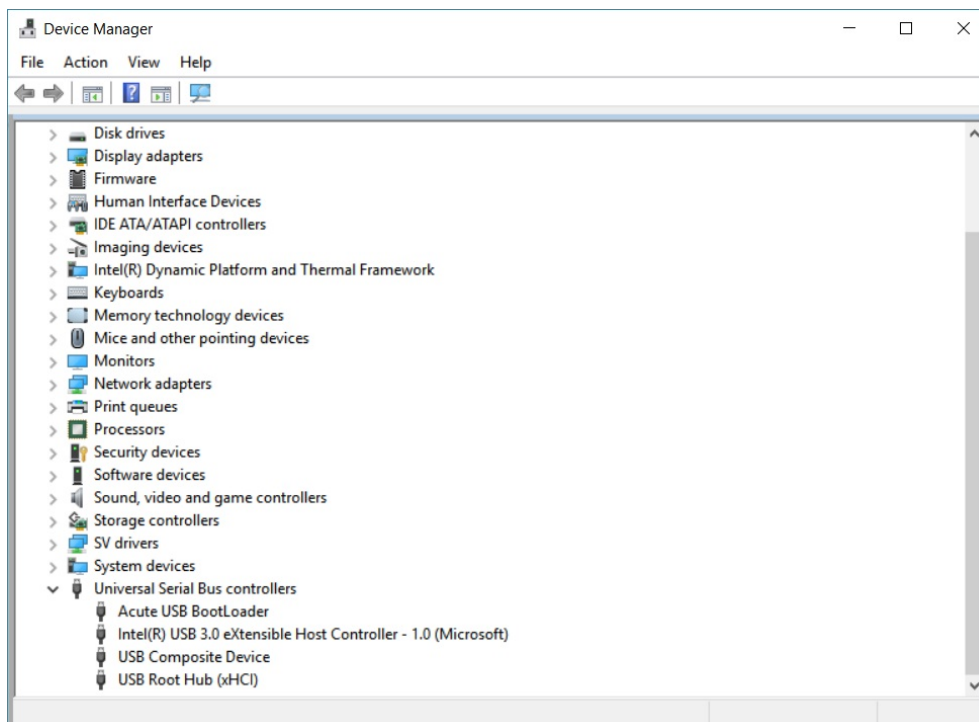 Device Manager
File Action View Help
Disk drives
Display adapters
Firmware
Human Interface Devices
IDE ATA/ATAPI controllers
Imaging devices
Intel(R) Dynamic Platform and Thermal Framework
Keyboards
Memory technology devices
Mice and other pointing devices
Monitors
Network adapters
Print queues
Processors
Security devices
Software devices
Sound, video and game controllers
Storage controllers
SV drivers
System devices
Universal Serial Bus controllers
Acute USB BootLoader
Intel(R) USB 3.0 eXtensible Host Controller - 1.0 (Microsoft)
USB Composite Device
USB Root Hub (xHCI)